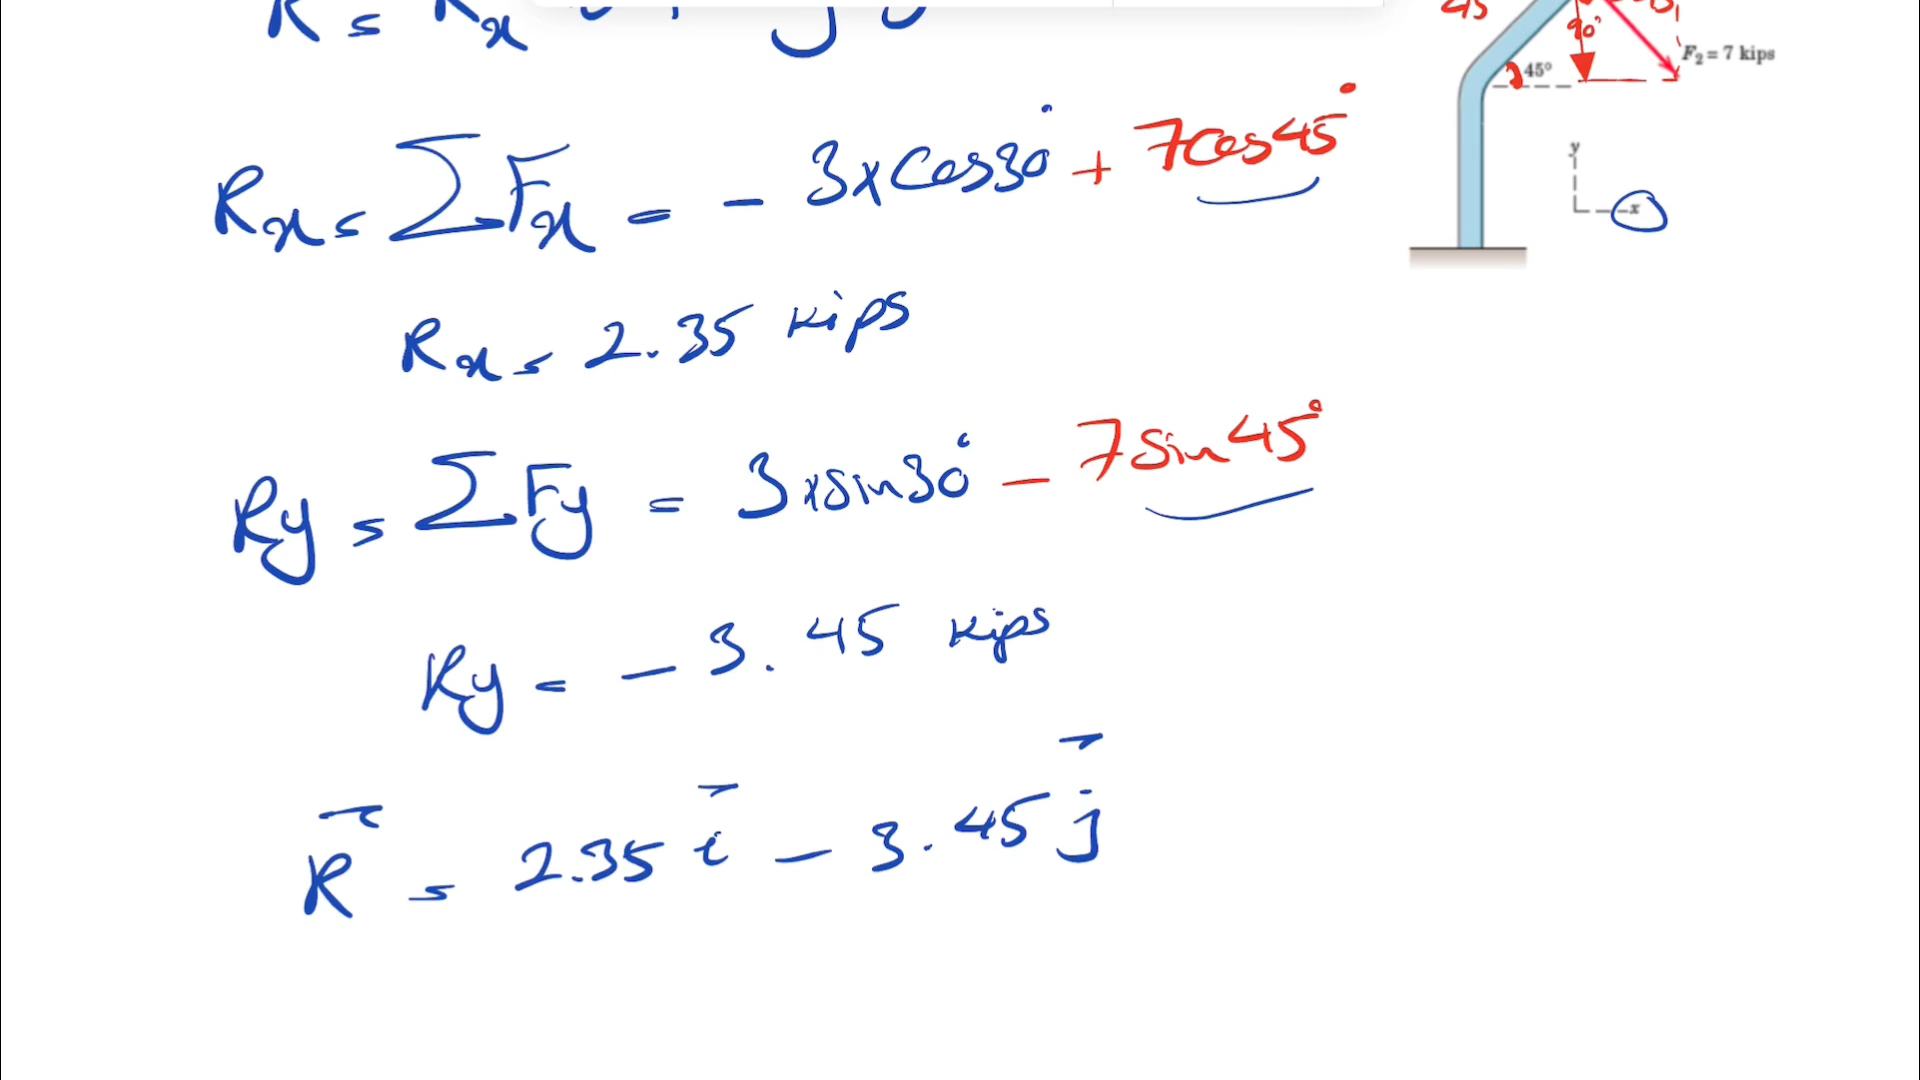 R = Rx
Rx = ΣFx = - 3 x Cos30° + 7cos45°
Rx = 2.35 kips
Ry = ΣFy = 3 x sin30° - 7sin45°
Ry = - 3.45 kips
R⃗ = 2.35 i⃗ - 3.45 j⃗
45
90°
F₂ = 7 kips
45°
y
x